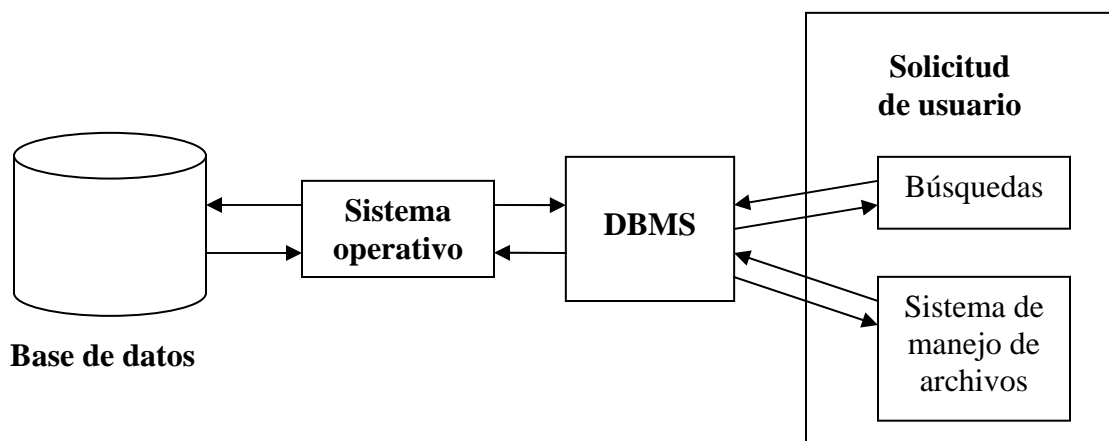 Solicitud
de usuario
Búsquedas
Sistema
operativo
DBMS
Sistema de
manejo de
archivos
Base de datos